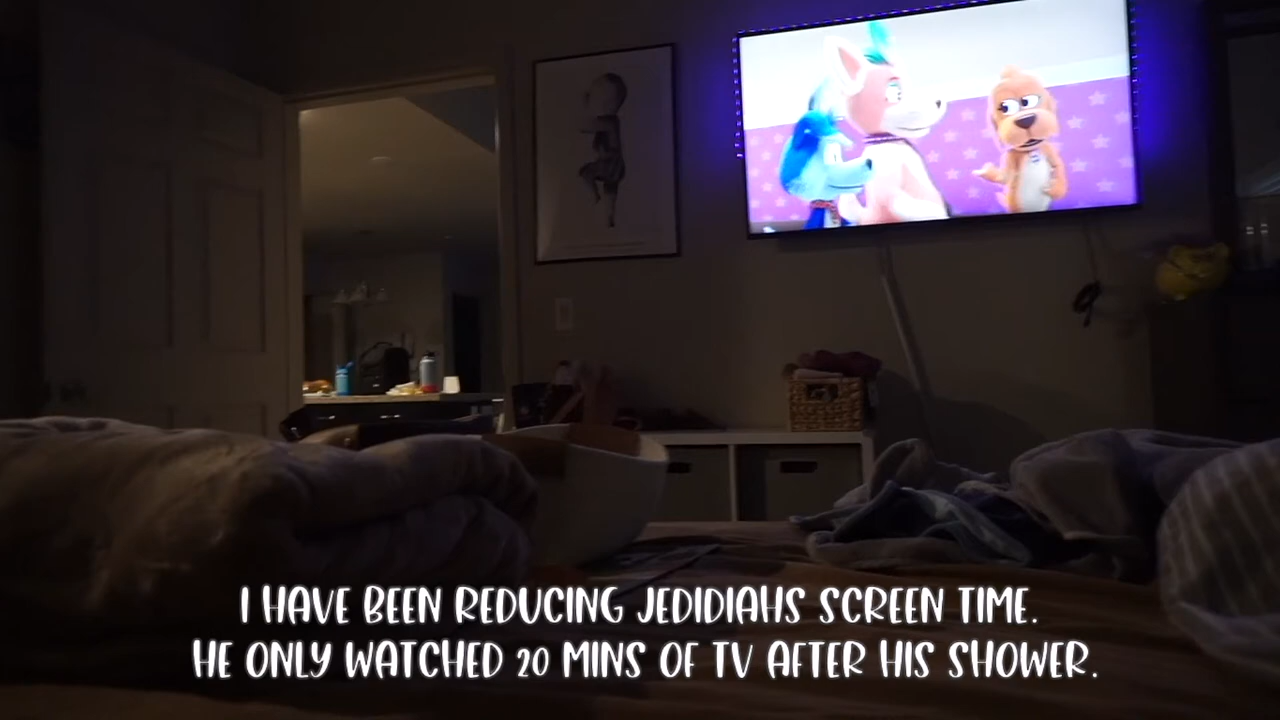 I HAVE BEEN REDUCING JEDIDIAHS SCREEN TIME.
HE ONLY WATCHED 20 MINS OF TV AFTER HIS SHOWER.